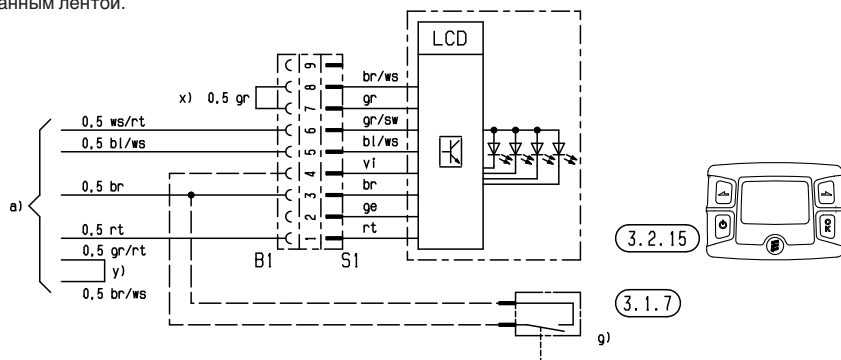 анным лентой.
LCD
9
8
7
6
5
4
3
2
1
br/ws
gr
gr/sw
bl/ws
vi
br
ge
rt
x) 0,5 gr
0,5 ws/rt
0,5 bl/ws
a)
0,5 br
0,5 rt
0,5 gr/rt
y)
0,5 br/ws
B1
S1
3.2.15
OK
3.1.7
g)